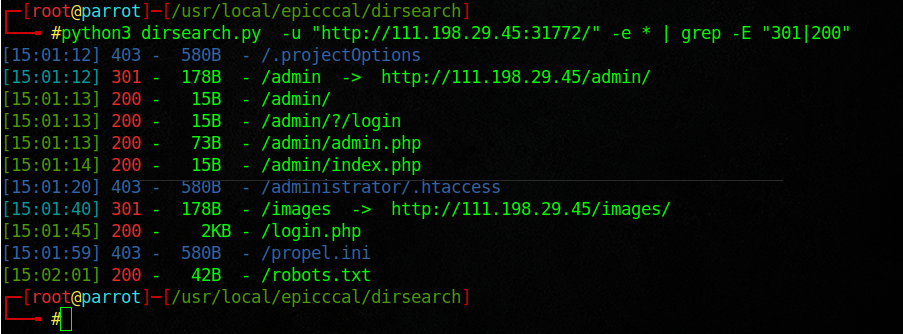 ┌─[root@parrot]─[/usr/local/epicccal/dirsearch]
└──╼ #python3 dirsearch.py  -u "http://111.198.29.45:31772/" -e * | grep -E "301|200"
[15:01:12] 403 -  580B  - /.projectOptions
[15:01:12] 301 -  178B  - /admin  ->  http://111.198.29.45/admin/
[15:01:13] 200 -   15B  - /admin/
[15:01:13] 200 -   15B  - /admin/?/login
[15:01:13] 200 -   73B  - /admin/admin.php
[15:01:14] 200 -   15B  - /admin/index.php
[15:01:20] 403 -  580B  - /administrator/.htaccess
[15:01:40] 301 -  178B  - /images  ->  http://111.198.29.45/images/
[15:01:45] 200 -    2KB - /login.php
[15:01:59] 403 -  580B  - /propel.ini
[15:02:01] 200 -   42B  - /robots.txt
┌─[root@parrot]─[/usr/local/epicccal/dirsearch]
└──╼ #